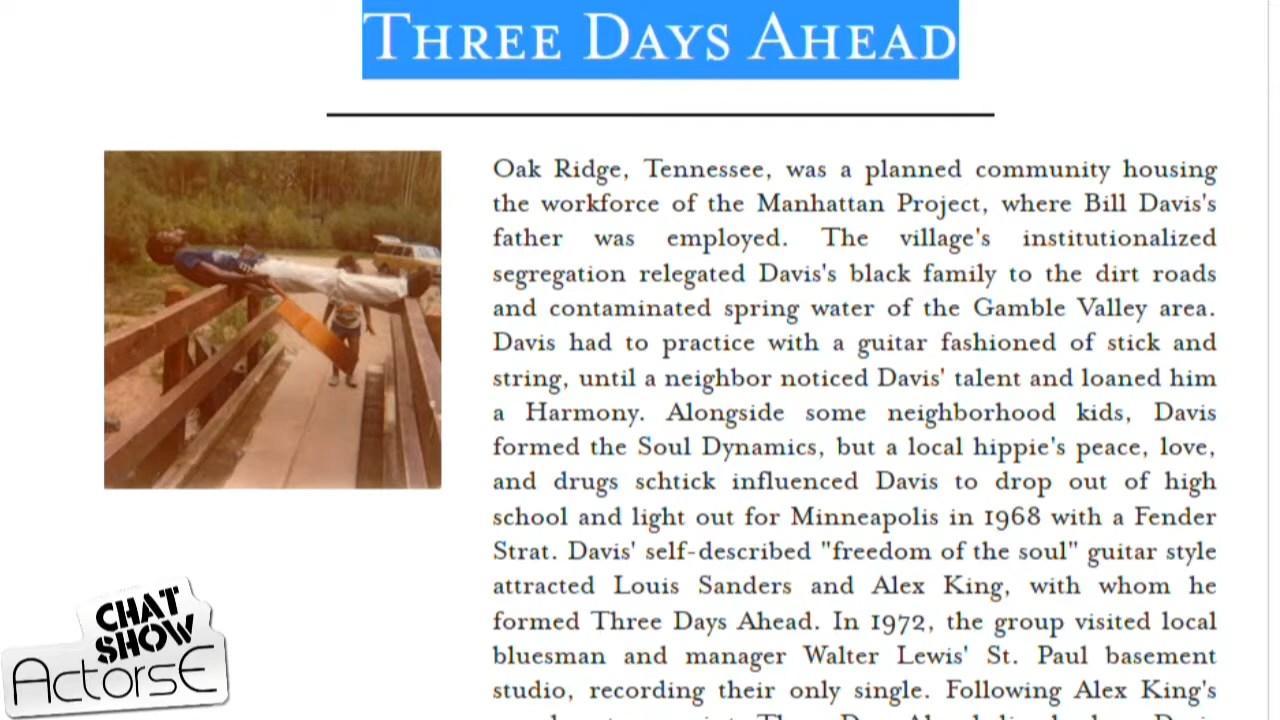 THREE DAYS AHEAD
Oak Ridge, Tennessee, was a planned community housing
the workforce of the Manhattan Project, where Bill Davis's
father was employed. The village's institutionalized
segregation relegated Davis's black family to the dirt roads
and contaminated spring water of the Gamble Valley area.
Davis had to practice with a guitar fashioned of stick and
string, until a neighbor noticed Davis' talent and loaned him
a Harmony. Alongside some neighborhood kids, Davis
formed the Soul Dynamics, but a local hippie's peace, love,
and drugs schtick influenced Davis to drop out of high
school and light out for Minneapolis in 1968 with a Fender
Strat. Davis' self-described "freedom of the soul" guitar style
attracted Louis Sanders and Alex King, with whom he
formed Three Days Ahead. In 1972, the group visited local
bluesman and manager Walter Lewis' St. Paul basement
studio, recording their only single. Following Alex King's
CHAT
SHOW
ActorsE